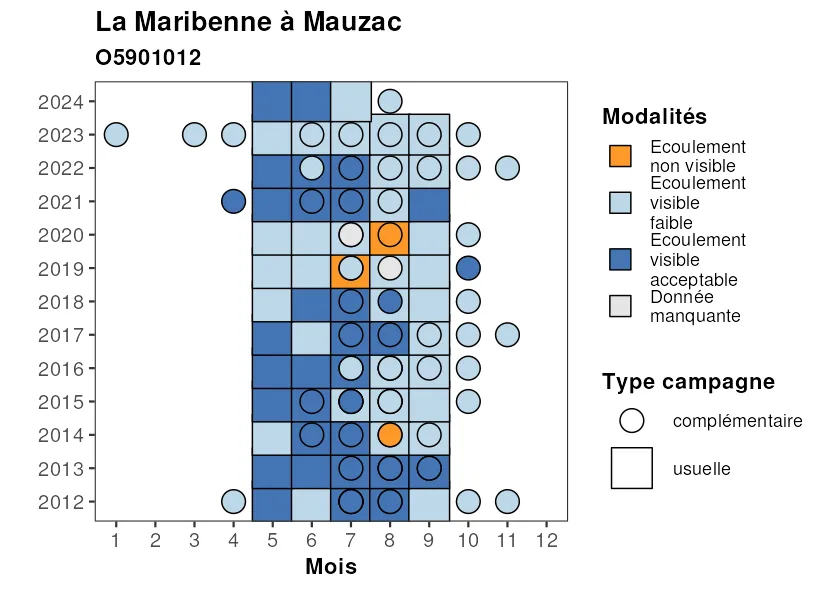 La Maribenne à Mauzac
O5901012
2024
2023
2022
2021
2020
2019
2018
2017
2016
2015
2014
2013
2012
1 2 3 4 5 6 7 8 9 10 11 12
Mois
Modalités
Ecoulement
non visible
Ecoulement
visible
faible
Ecoulement
visible
acceptable
Donnée
manquante
Type campagne
complémentaire
usuelle